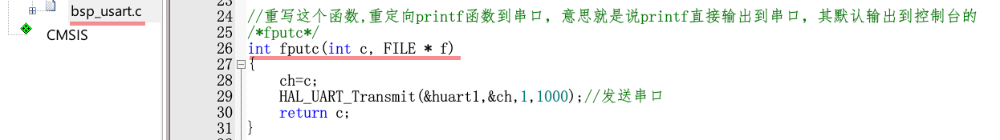 bsp_usart.c
CMSIS
24 //重写这个函数,重定向printf函数到串口，意思就是说printf直接输出到串口，其默认输出到控制台的
25 /*fputc*/
26 int fputc(int c, FILE * f)
27 {
28 ch=c;
29 HAL_UART_Transmit(&huart1,&ch,1,1000);//发送串口
30 return c;
31 }